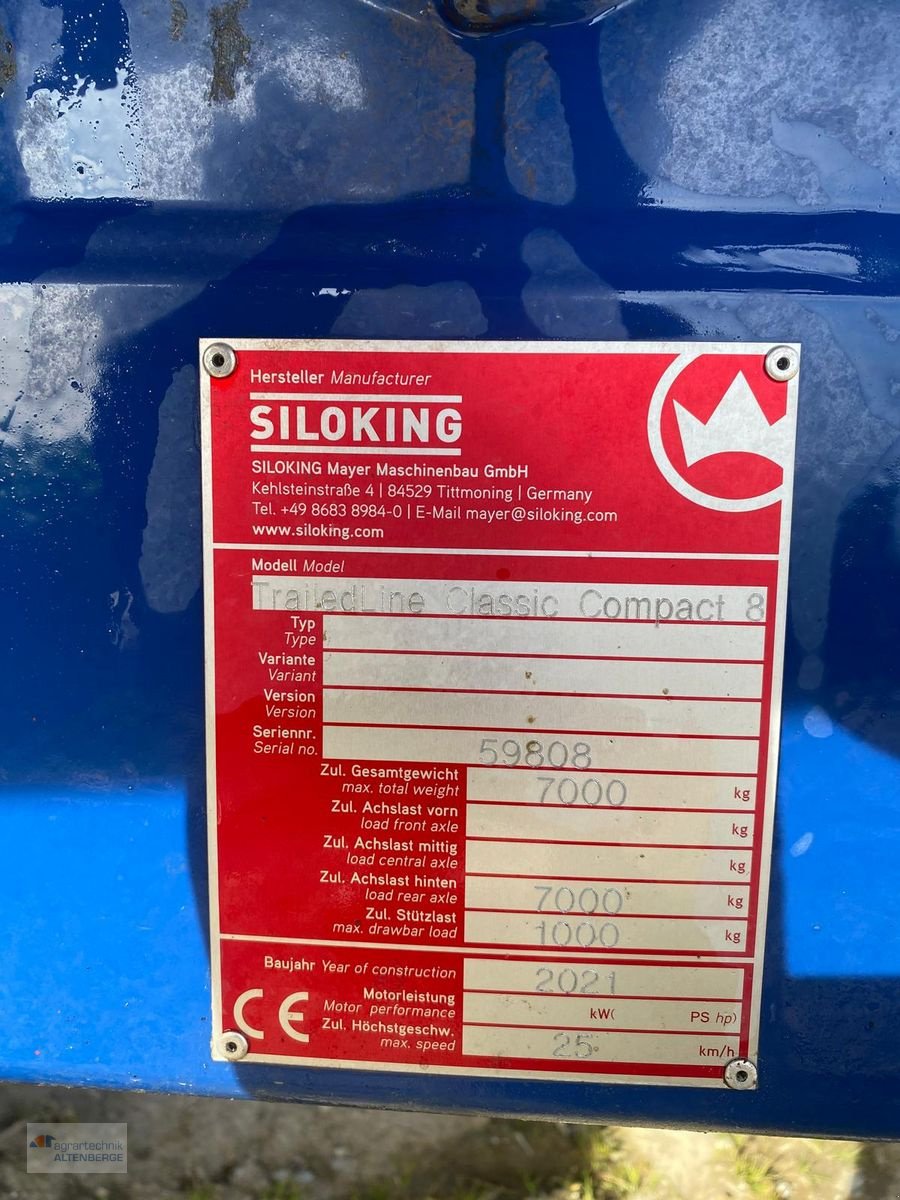 Hersteller Manufacturer
SILOKING
SILOKING Mayer Maschinenbau GmbH
Kehlsteinstraße 4 | 84529 Tittmoning | Germany
Tel. +49 8683 8984-0 | E-Mail mayer@siloking.com
www.siloking.com
Modell Model
TrailedLine Classic Compact 8
Typ
Type
Variante
Variant
Version
Version
Seriennr.
Serial no. 59808
Zul. Gesamtgewicht
max. total weight 7000 kg
Zul. Achslast vorn
load front axle kg
Zul. Achslast mittig
load central axle kg
Zul. Achslast hinten
load rear axle 7000 kg
Zul. Stützlast
max. drawbar load 1000 kg
Baujahr Year of construction 2021
Motorleistung
Motor performance kW( PS hp)
Zul. Höchstgeschw.
max. speed 25 km/h
CE
agrartechnik
ALTENBERGE